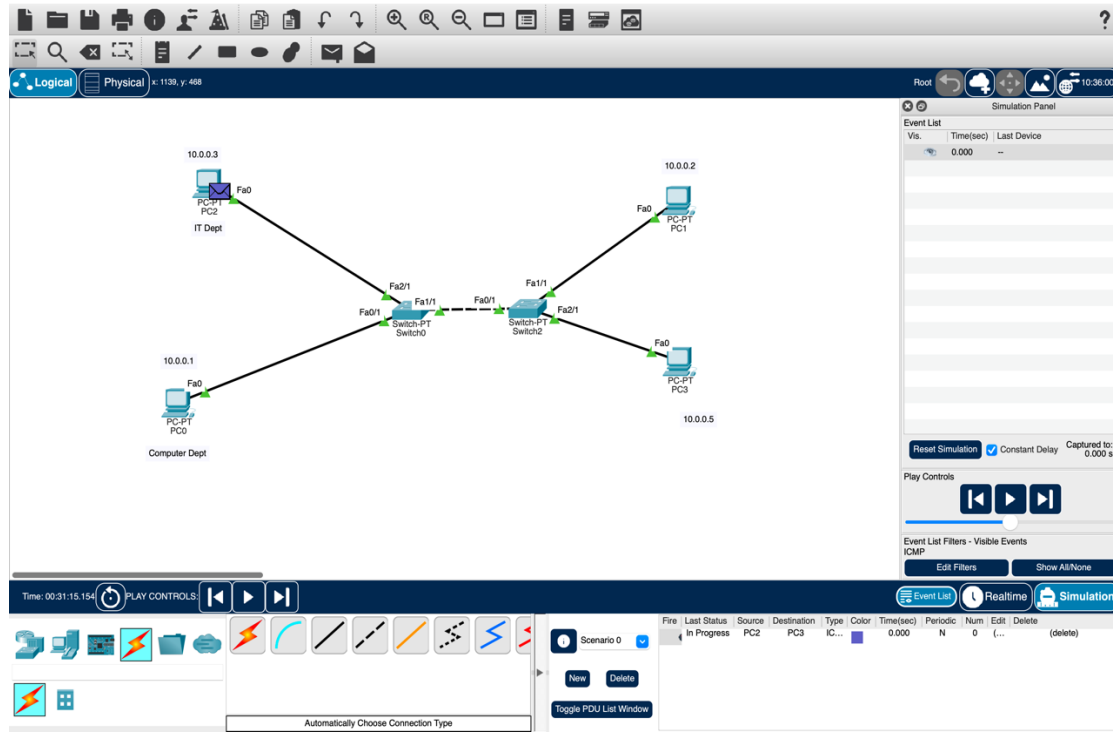 ?
Logical Physical x: 1139, y: 468 Root 10:36:00
Simulation Panel
Event List
Vis. Time(sec) Last Device
0.000 --
10.0.0.3
Fa0
PC-PT
PC2
IT Dept
10.0.0.2
Fa0
PC-PT
PC1
Fa2/1
Fa0/1 Fa1/1
Switch-PT
Switch0
Fa1/1
Fa0/1 Fa2/1
Switch-PT
Switch2
Fa0
PC-PT
PC3
10.0.0.5
10.0.0.1
Fa0
PC-PT
PC0
Computer Dept
Reset Simulation Constant Delay Captured to:
0.000 s
Play Controls
Event List Filters - Visible Events
ICMP
Edit Filters Show All/None
Time: 00:31:15.154 PLAY CONTROLS: Event List Realtime Simulation
Automatically Choose Connection Type
Scenario 0
New Delete
Toggle PDU List Window
Fire Last Status Source Destination Type Color Time(sec) Periodic Num Edit Delete
In Progress PC2 PC3 IC... 0.000 N 0 (... (delete)